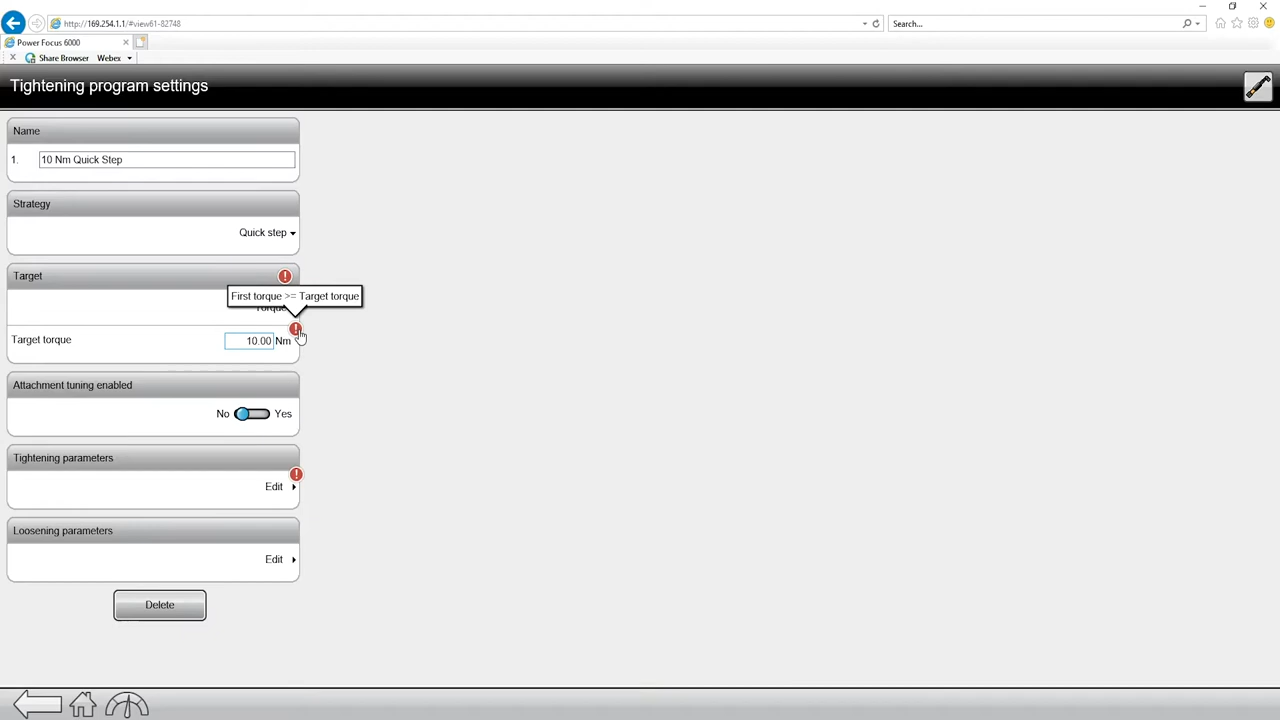 http://169.254.1.1/#view61-82748
Search...
Power Focus 6000
Share Browser
Webex
Tightening program settings
Name
1. 10 Nm Quick Step
Strategy
Quick step
Target
First torque >= Target torque
Torque
Target torque 10.00 Nm
Attachment tuning enabled
No Yes
Tightening parameters
Edit
Loosening parameters
Edit
Delete